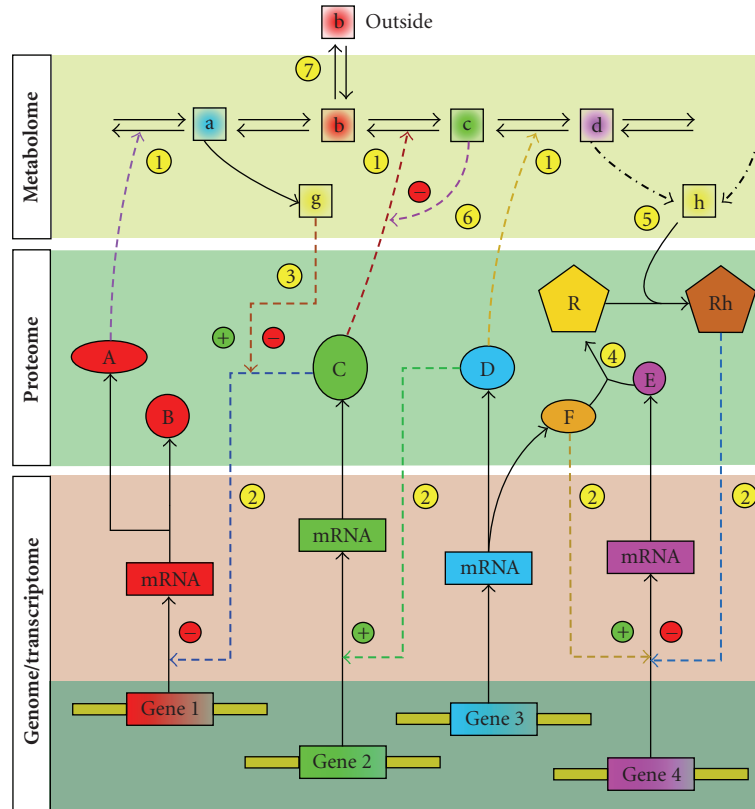 b Outside
7
a b c d
1 1 − 1
6
g h
5
3
R Rh
+ −
A C D 4 E
B F
2 2 2 2
mRNA
mRNA mRNA mRNA
− + + −
Gene 1 Gene 3
Gene 2 Gene 4
Metabolome
Proteome
Genome/transcriptome